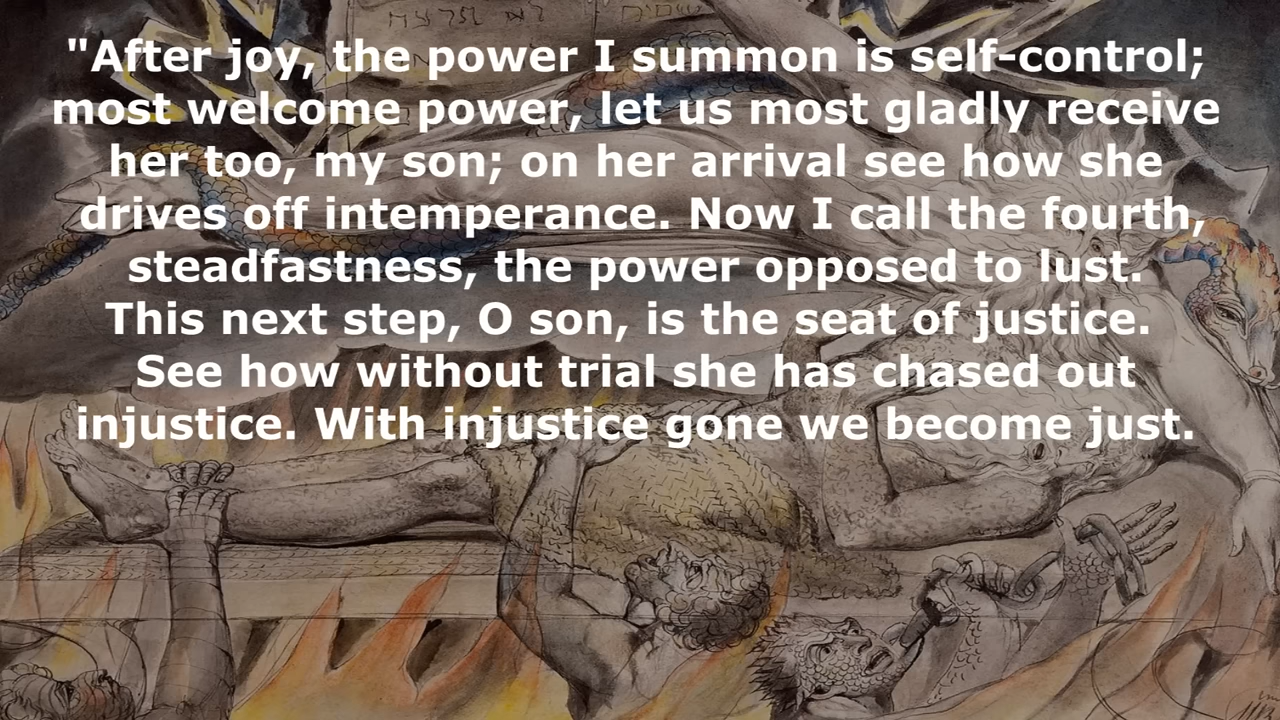 "After joy, the power I summon is self-control;
most welcome power, let us most gladly receive
her too, my son; on her arrival see how she
drives off intemperance. Now I call the fourth,
steadfastness, the power opposed to lust.
This next step, O son, is the seat of justice.
See how without trial she has chased out
injustice. With injustice gone we become just.